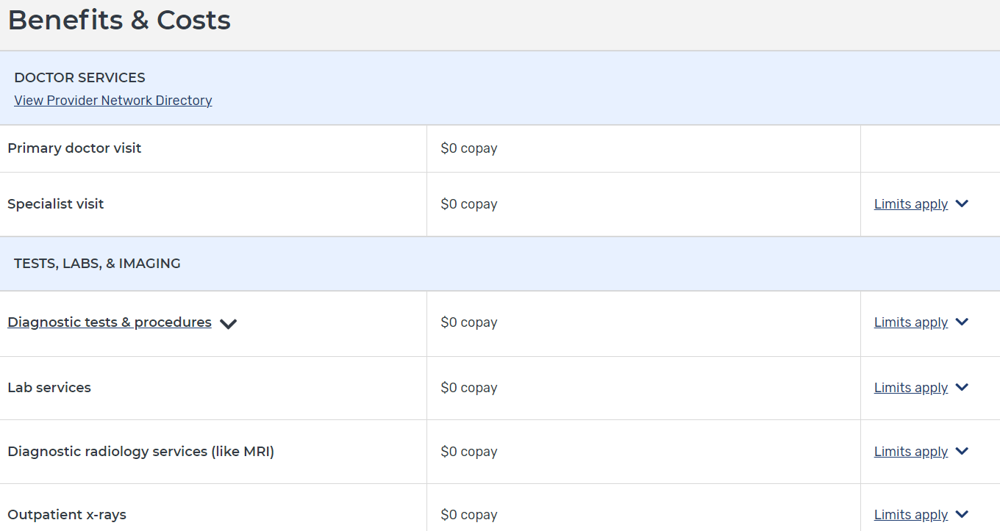 Benefits & Costs
DOCTOR SERVICES
View Provider Network Directory
Primary doctor visit
$0 copay
Specialist visit
$0 copay
Limits apply
TESTS, LABS, & IMAGING
Diagnostic tests & procedures
$0 copay
Limits apply
Lab services
$0 copay
Limits apply
Diagnostic radiology services (like MRI)
$0 copay
Limits apply
Outpatient x-rays
$0 copay
Limits apply